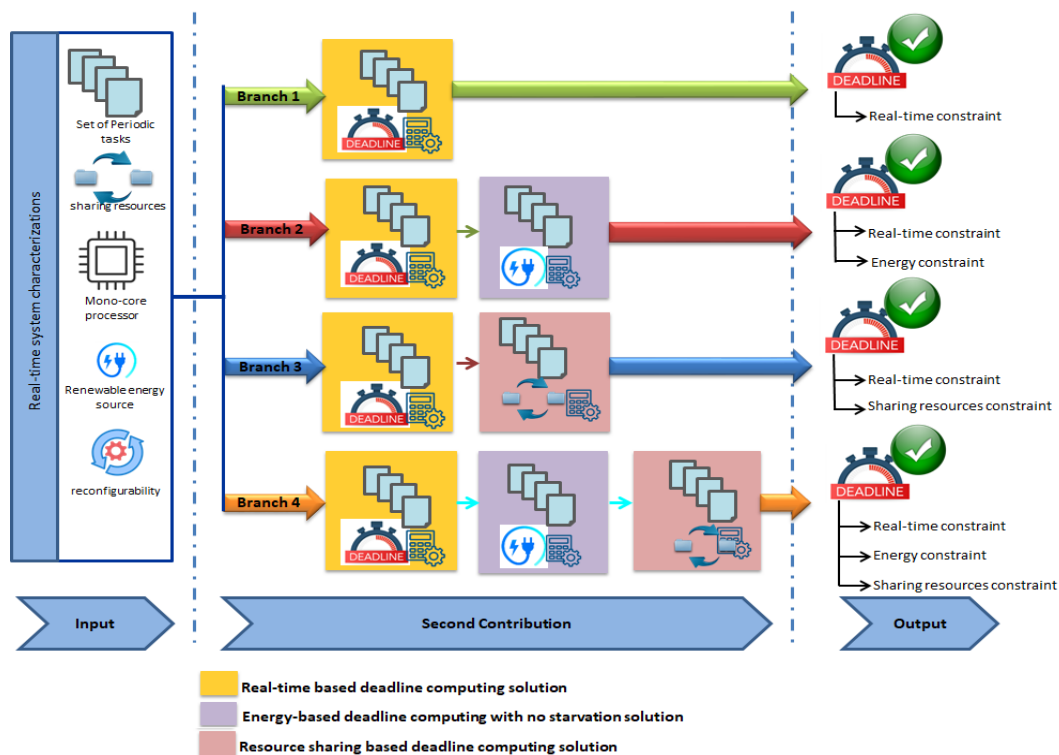 Real-time system characterizations
Set of Periodic
tasks
sharing resources
Mono-core
processor
Renewable energy
source
reconfigurability
Branch 1
DEADLINE
DEADLINE
Real-time constraint
Branch 2
DEADLINE
DEADLINE
Real-time constraint
Energy constraint
Branch 3
DEADLINE
DEADLINE
Real-time constraint
Sharing resources constraint
Branch 4
DEADLINE
DEADLINE
Real-time constraint
Energy constraint
Sharing resources constraint
Input
Second Contribution
Output
Real-time based deadline computing solution
Energy-based deadline computing with no starvation solution
Resource sharing based deadline computing solution